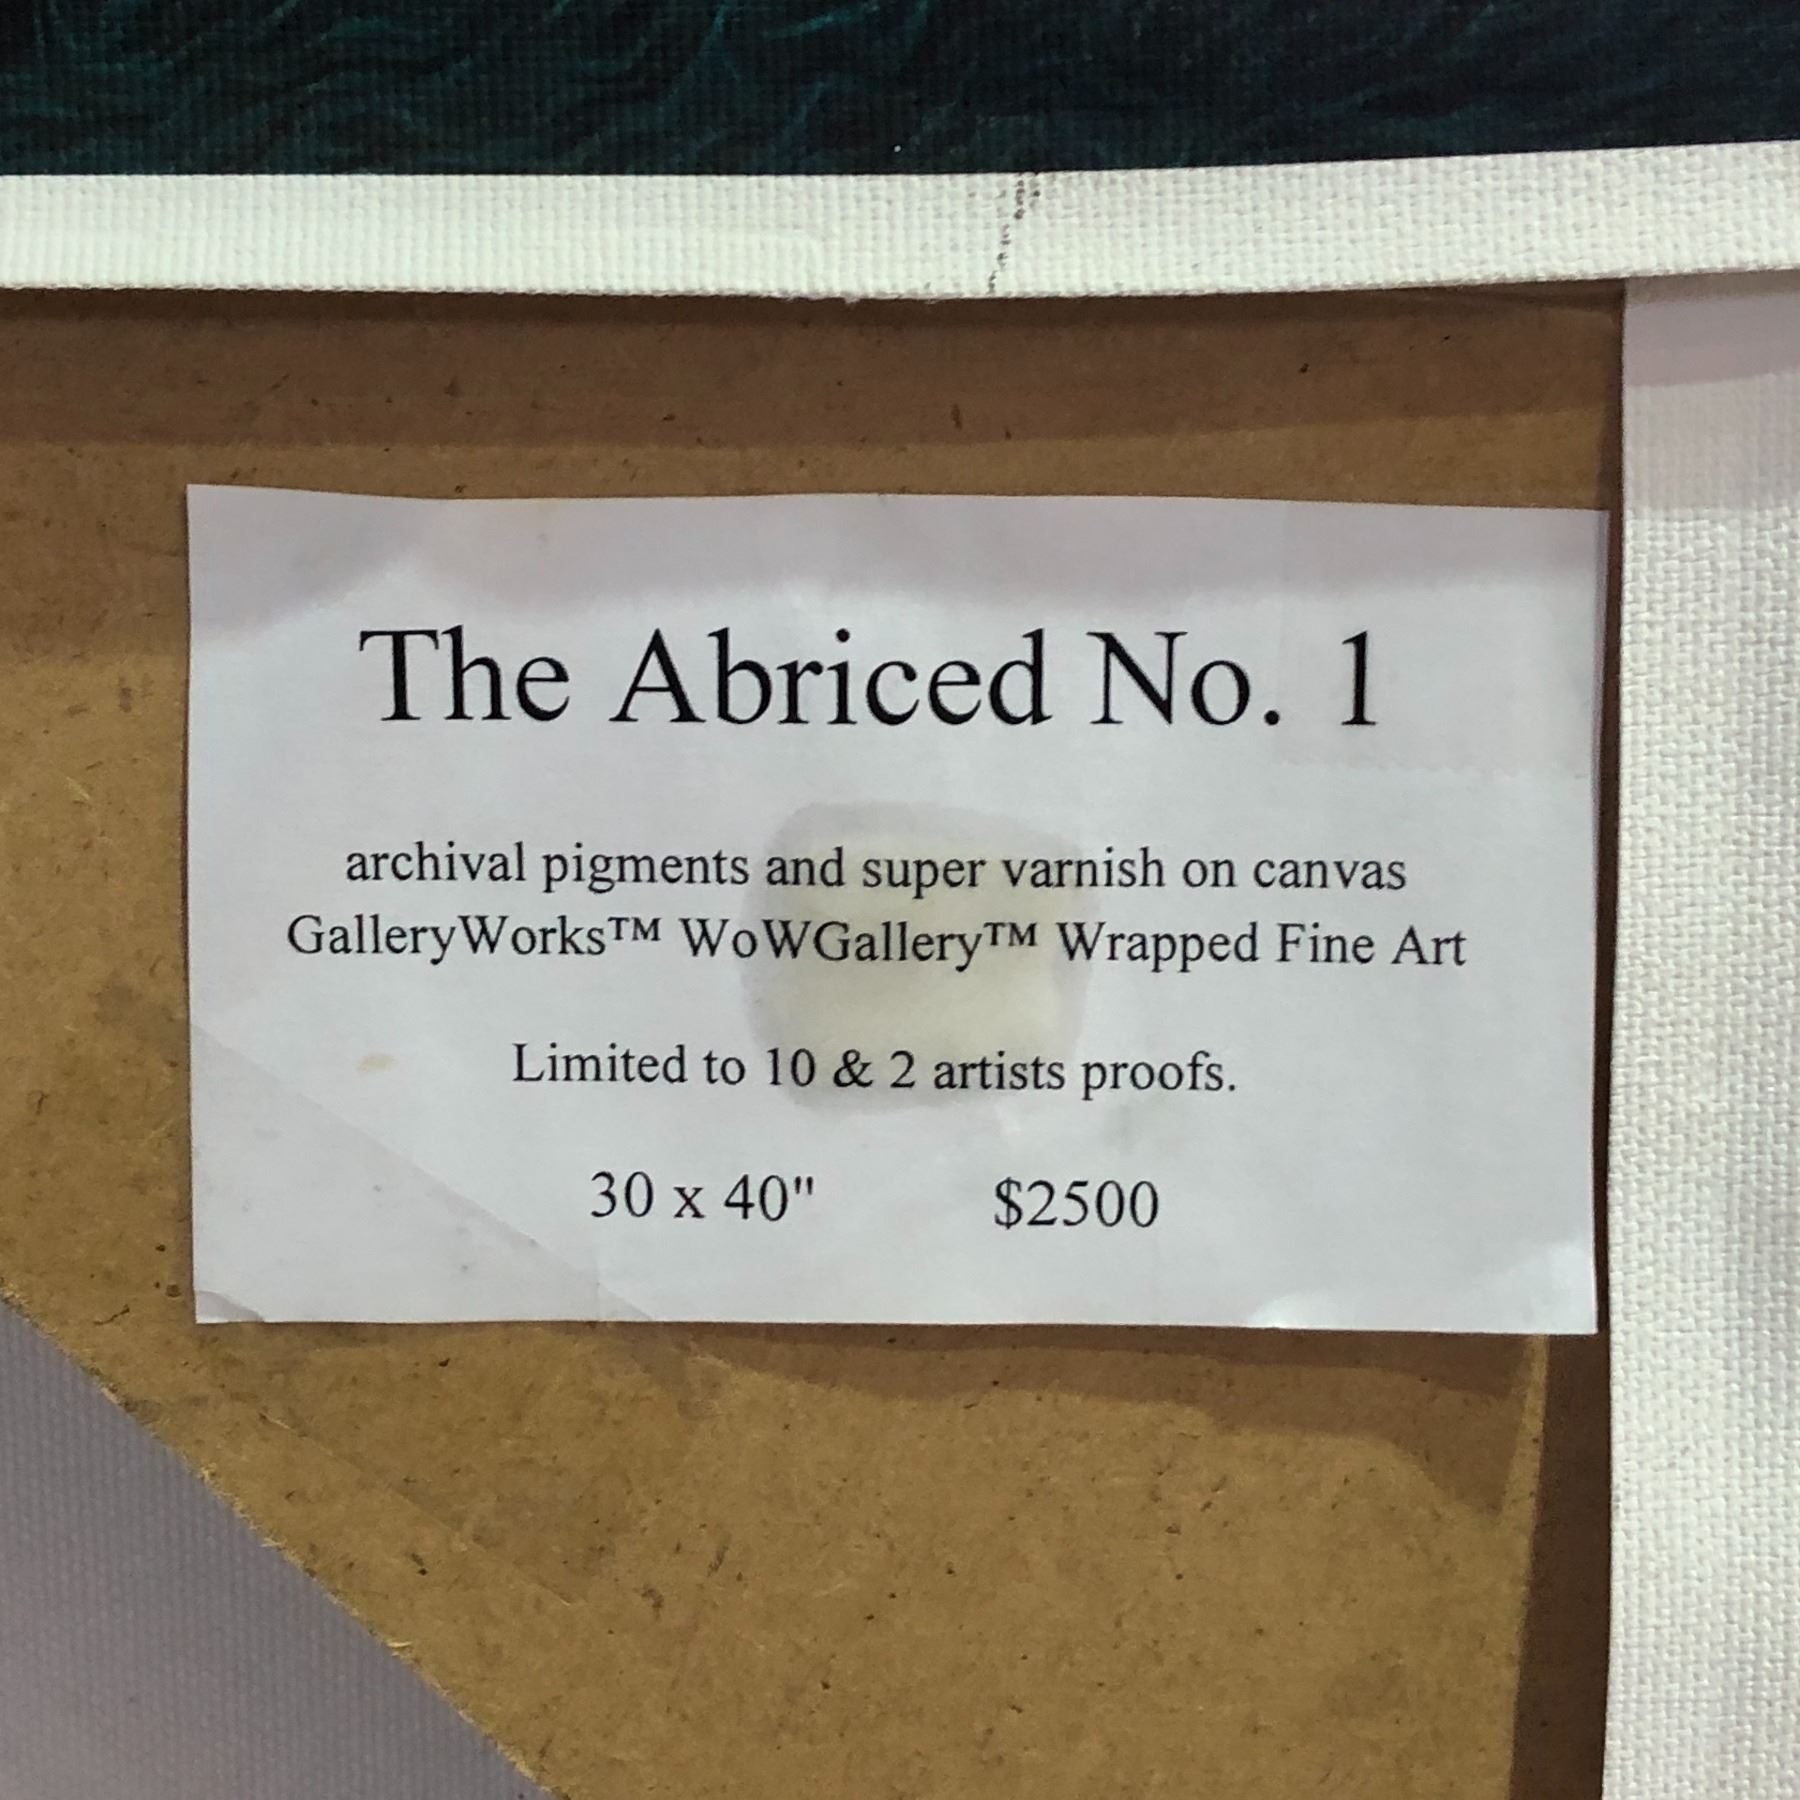 The Abriced No. 1
archival pigments and super varnish on canvas
GalleryWorks™ WoWGallery™ Wrapped Fine Art
Limited to 10 & 2 artists proofs.
30 x 40" $2500